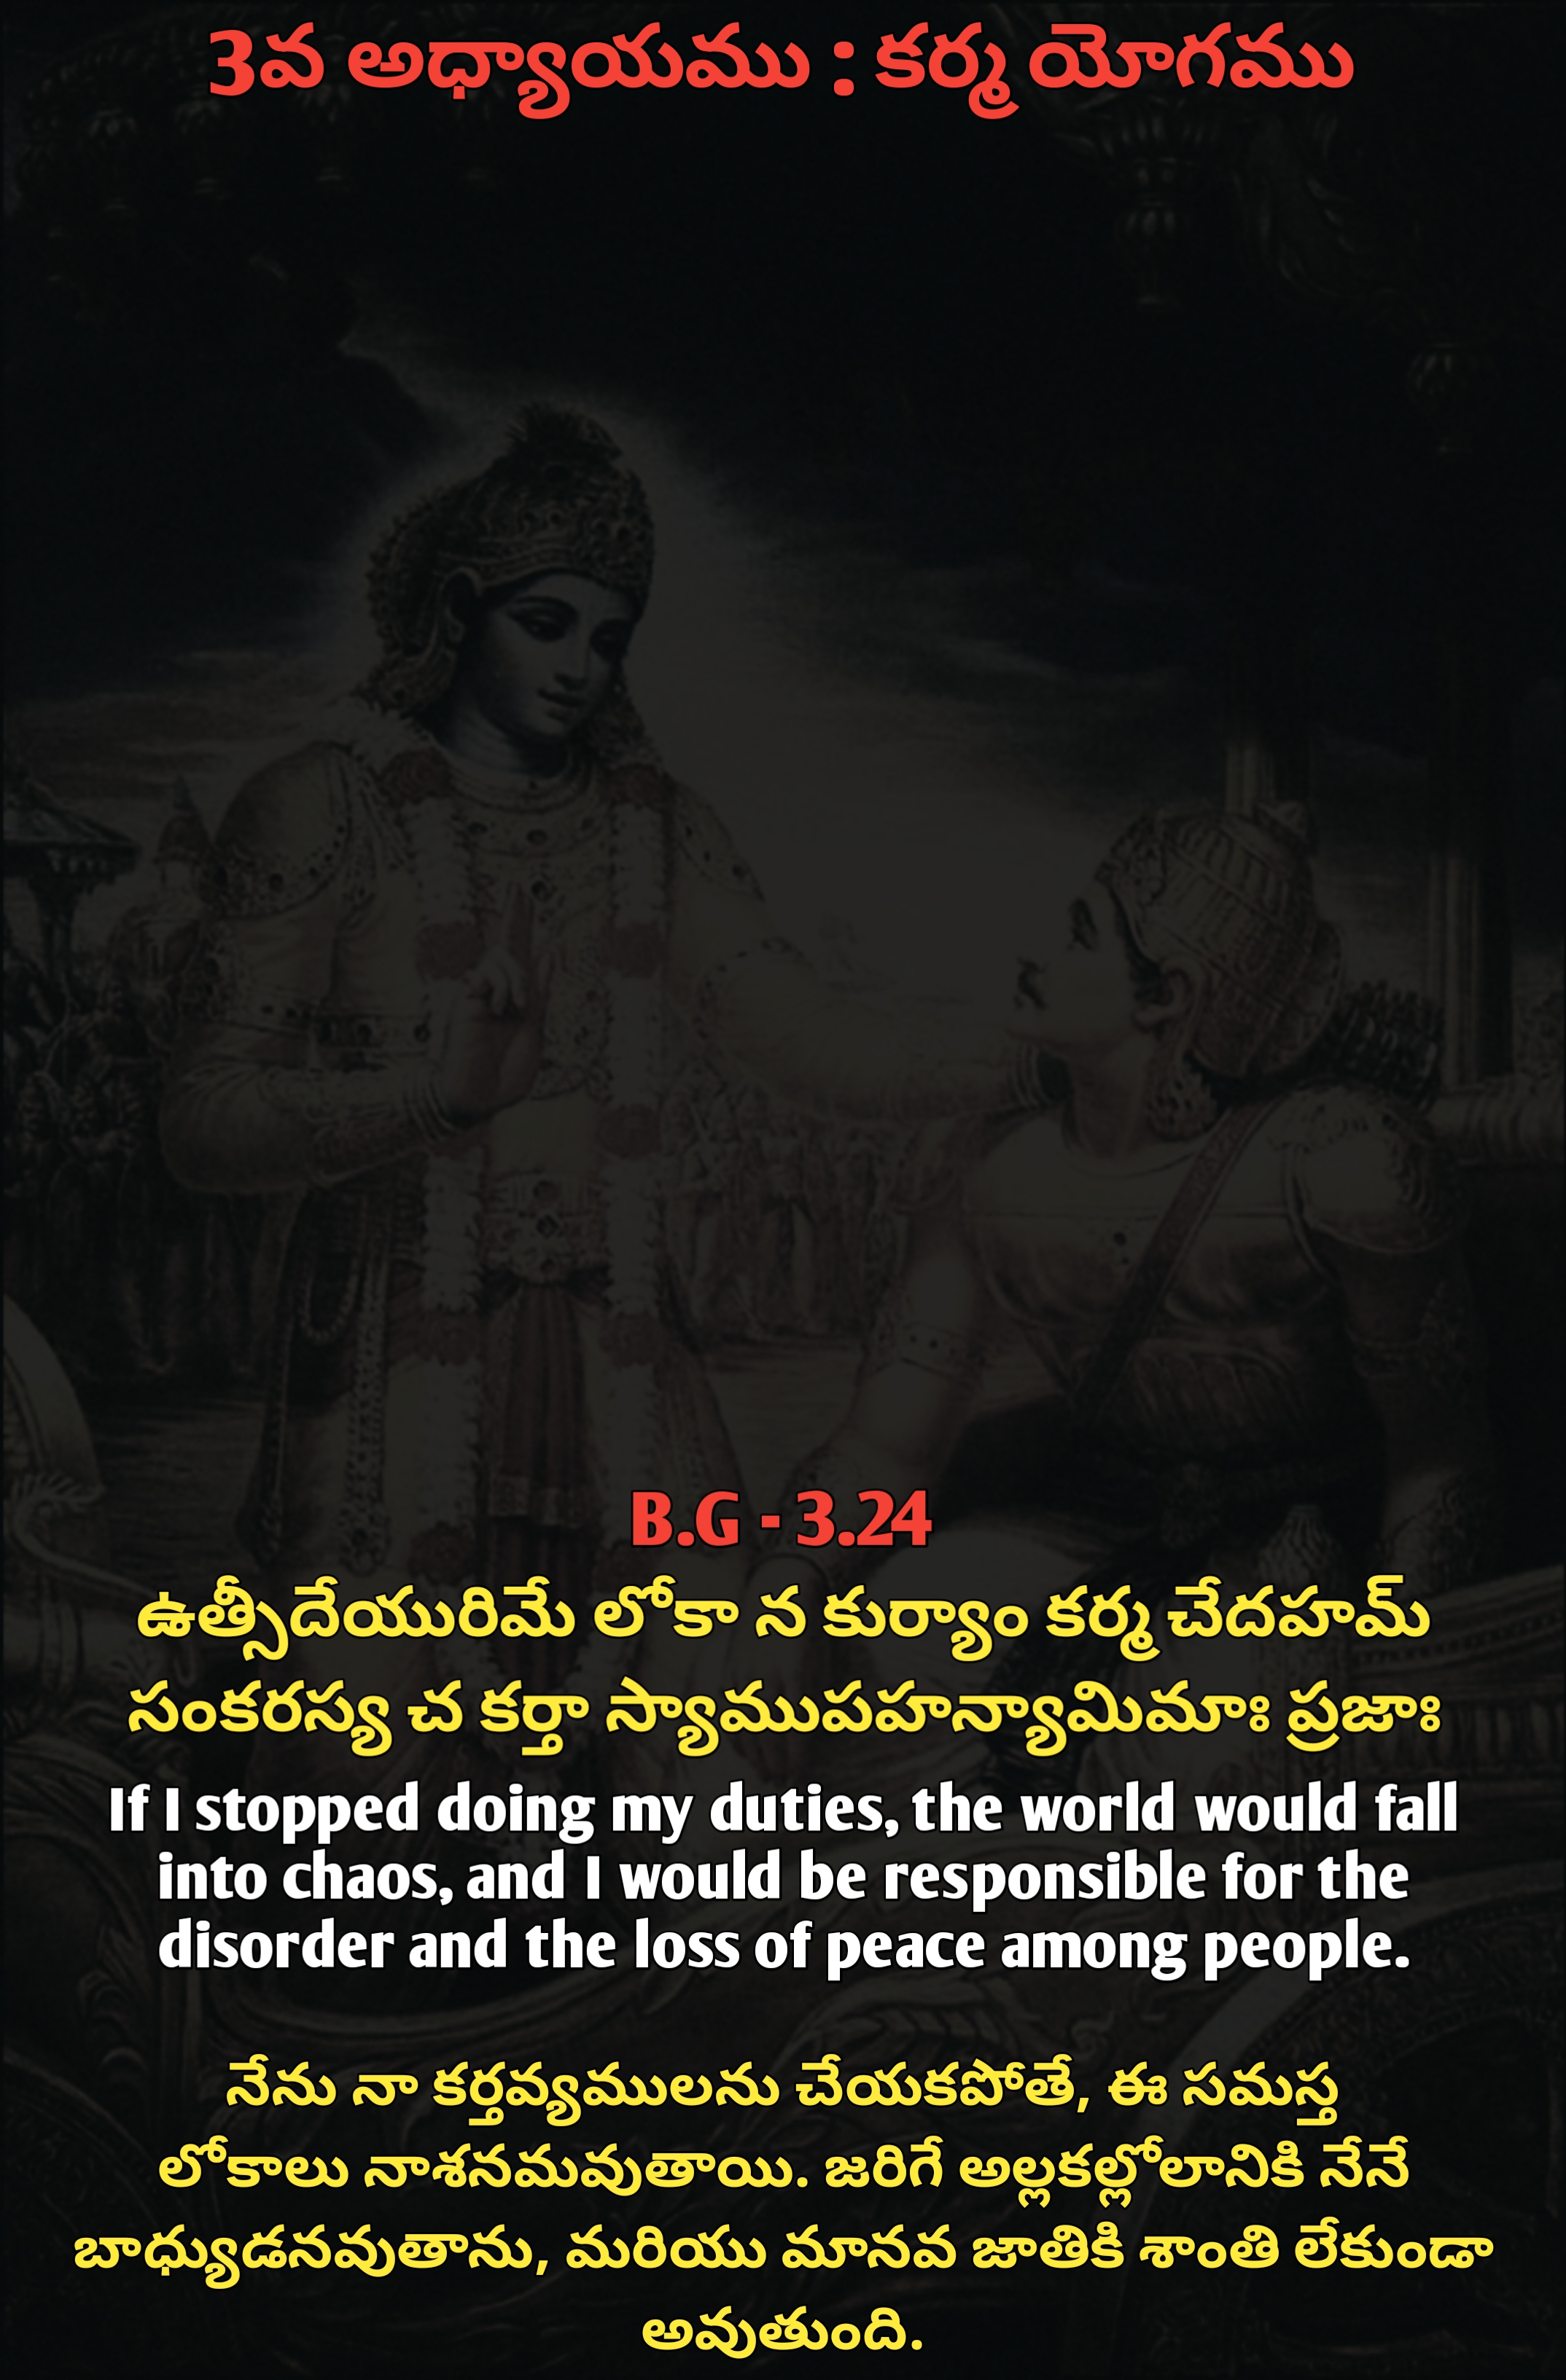 3వ అధ్యాయము : కర్మ యోగము
B.G - 3.24
ఉత్సీదేయురిమే లోకా న కుర్యాం కర్మ చేదహమ్
సంకరస్య చ కర్తా స్యాముపహన్యామిమాః ప్రజాః
If I stopped doing my duties, the world would fall
into chaos, and I would be responsible for the
disorder and the loss of peace among people.
నేను నా కర్తవ్యములను చేయకపోతే, ఈ సమస్త
లోకాలు నాశనమవుతాయి. జరిగే అల్లకల్లోలానికి నేనే
బాధ్యుడనవుతాను, మరియు మానవ జాతికి శాంతి లేకుండా
అవుతుంది.